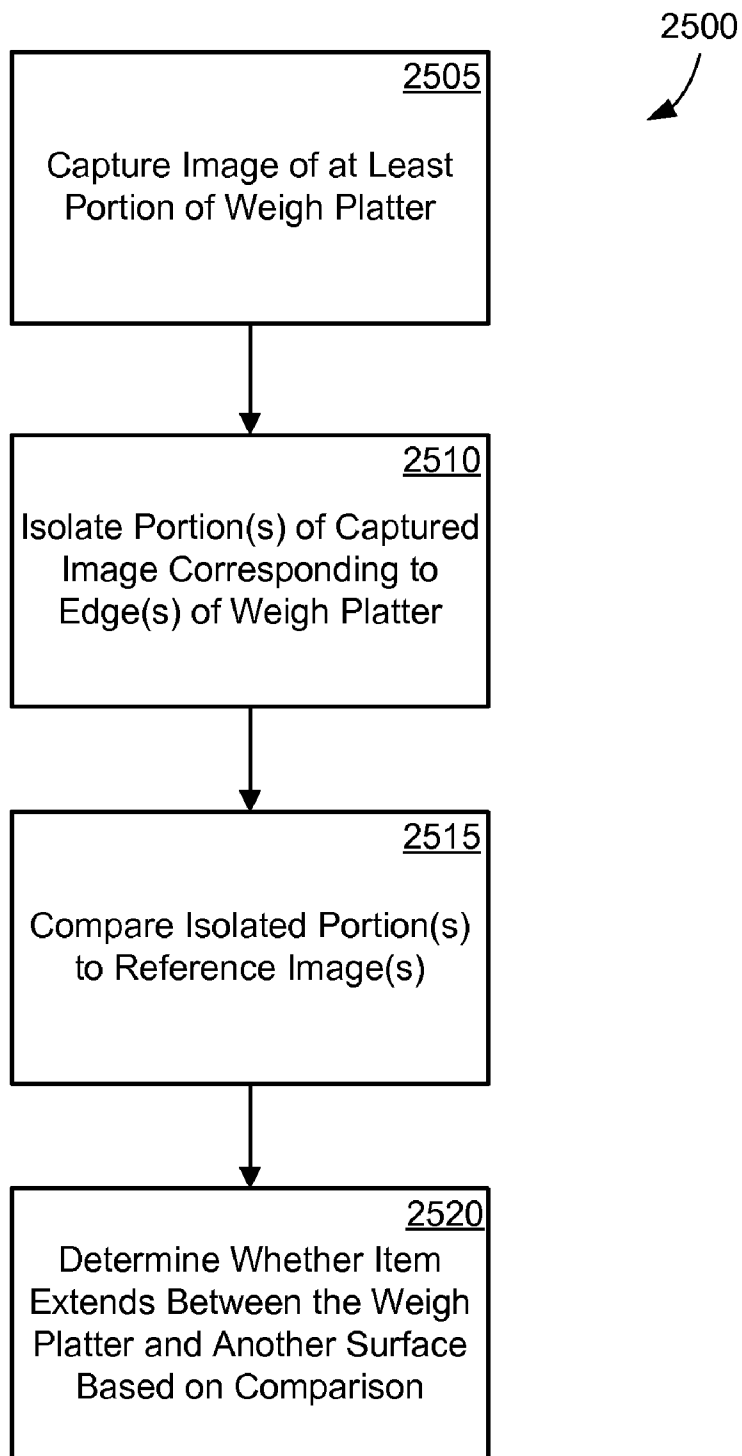 2500
2505
Capture Image of at Least
Portion of Weigh Platter
2510
Isolate Portion(s) of Captured
Image Corresponding to
Edge(s) of Weigh Platter
2515
Compare Isolated Portion(s)
to Reference Image(s)
2520
Determine Whether Item
Extends Between the Weigh
Platter and Another Surface
Based on Comparison